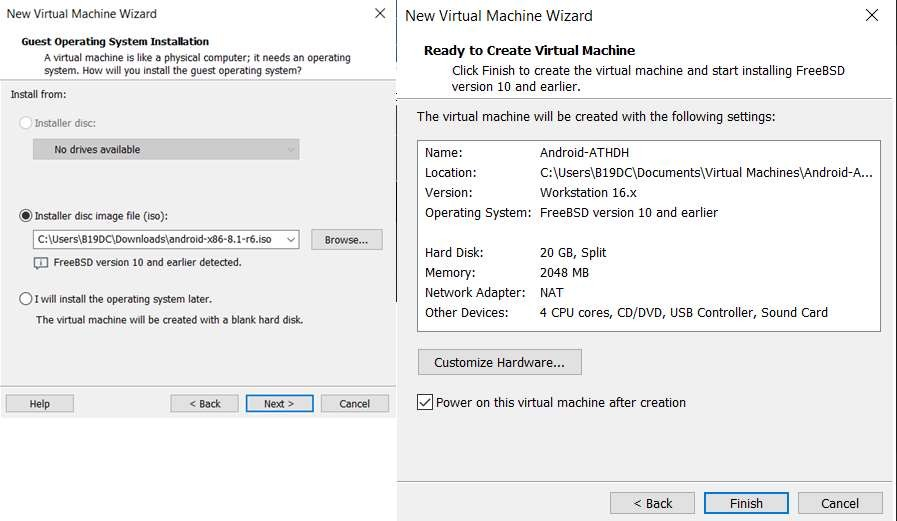 New Virtual Machine Wizard
Guest Operating System Installation
A virtual machine is like a physical computer; it needs an operating
system. How will you install the guest operating system?
Install from:
Installer disc:
No drives available
Installer disc image file (iso):
C:\Users\B19DC\Downloads\android-x86-8.1-r6.iso
Browse...
FreeBSD version 10 and earlier detected.
I will install the operating system later.
The virtual machine will be created with a blank hard disk.
Help
< Back
Next >
Cancel
New Virtual Machine Wizard
Ready to Create Virtual Machine
Click Finish to create the virtual machine and start installing FreeBSD
version 10 and earlier.
The virtual machine will be created with the following settings:
Name: Android-ATHDH
Location: C:\Users\B19DC\Documents\Virtual Machines\Android-A...
Version: Workstation 16.x
Operating System: FreeBSD version 10 and earlier
Hard Disk: 20 GB, Split
Memory: 2048 MB
Network Adapter: NAT
Other Devices: 4 CPU cores, CD/DVD, USB Controller, Sound Card
Customize Hardware...
Power on this virtual machine after creation
< Back
Finish
Cancel